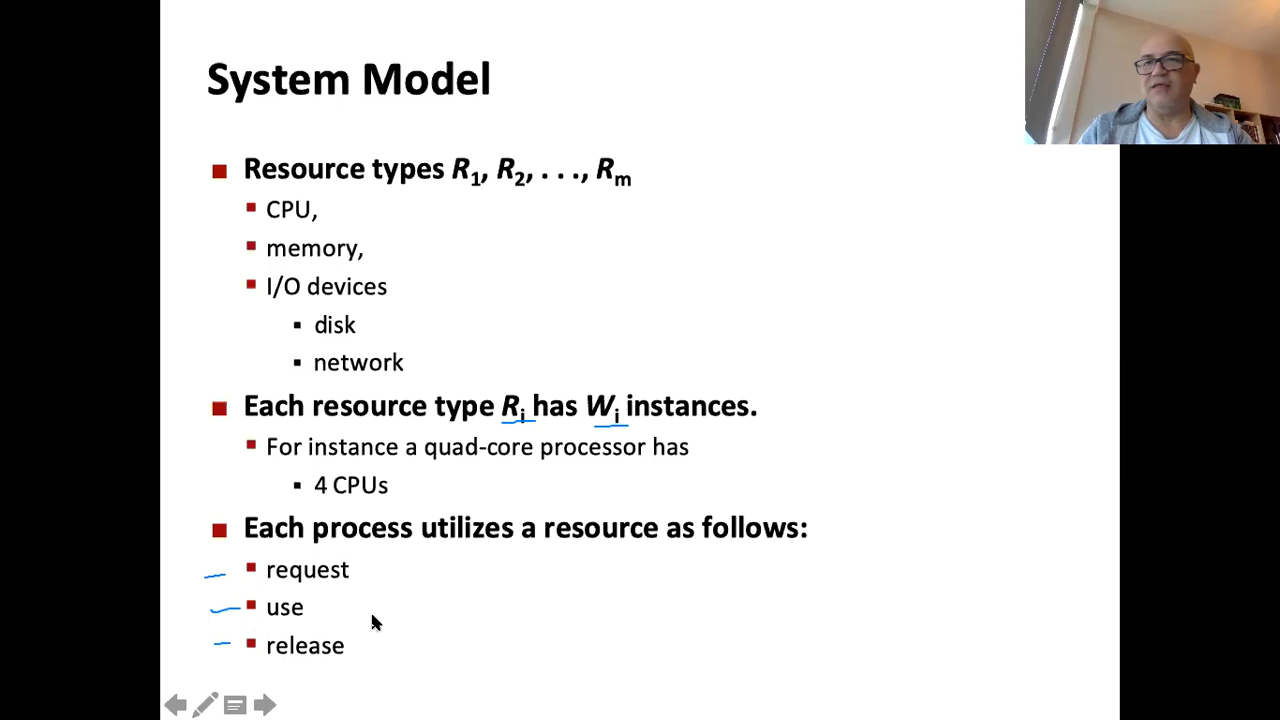 System Model
Resource types R1, R2, . . ., Rm
CPU,
memory,
I/O devices
disk
network
Each resource type Ri has Wi instances.
For instance a quad-core processor has
4 CPUs
Each process utilizes a resource as follows:
request
use
release